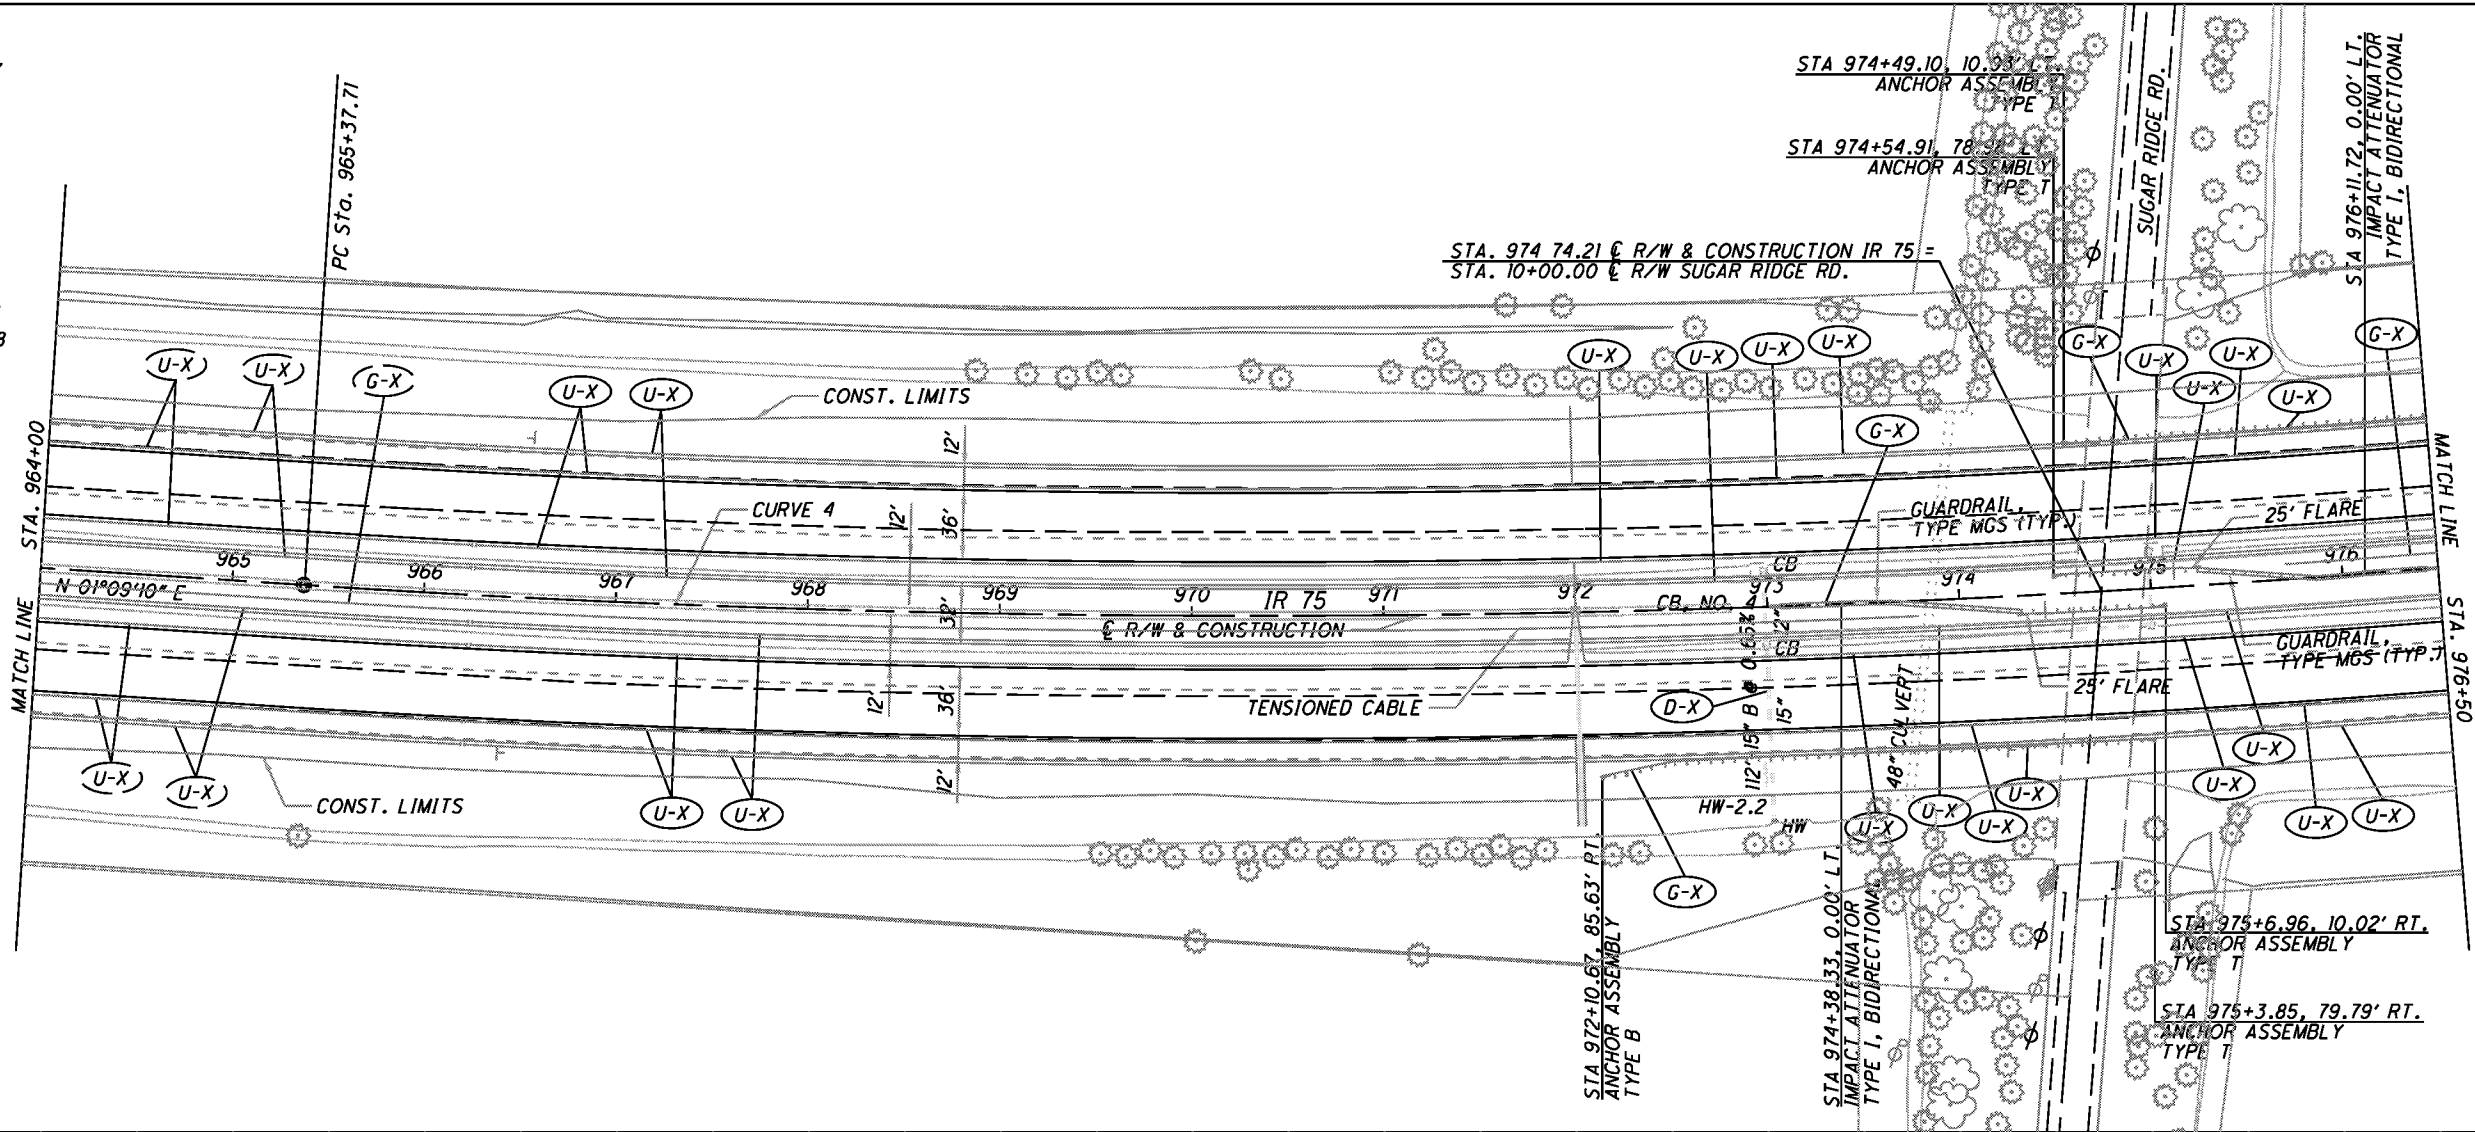 STA 974+49.10, 10.93' LT.
ANCHOR ASSEMBLY
TYPE T
STA 974+54.91, LT.
ANCHOR ASSEMBLY
TYPE T
SUGAR RIDGE RD.
STA 976+11.72, 0.00' LT.
IMPACT ATTENUATOR
TYPE 1, BIDIRECTIONAL
PC Sta. 965+37.71
STA. 974 74.21 ℄ R/W & CONSTRUCTION IR 75 =
STA. 10+00.00 ℄ R/W SUGAR RIDGE RD.
U-X
U-X
G-X
U-X
U-X
U-X
U-X
U-X
U-X
G-X
U-X
U-X
U-X
U-X
G-X
G-X
CONST. LIMITS
12'
STA. 964+00
MATCH LINE
MATCH LINE
STA. 976+50
CURVE 4
12'
36'
GUARDRAIL,
TYPE MGS (TYP.)
25' FLARE
965
966
967
968
969
970
971
972
973
974
975
976
N 01°09'10" E
IR 75
32'
CB
CB, NO. 4
12"
CB
℄ R/W & CONSTRUCTION
GUARDRAIL,
TYPE MGS (TYP.)
25' FLARE
12'
36'
TENSIONED CABLE
D-X
112' 15" B @ 0.65%
15"
48" CULVERT
12'
U-X
U-X
CONST. LIMITS
U-X
U-X
HW-2.2
HW
U-X
U-X
U-X
U-X
U-X
U-X
U-X
U-X
G-X
STA 972+10.67, 85.63' RT.
ANCHOR ASSEMBLY
TYPE B
STA 974+38.33, 0.00' LT.
IMPACT ATTENUATOR
TYPE 1, BIDIRECTIONAL
STA 975+6.96, 10.02' RT.
ANCHOR ASSEMBLY
TYPE T
STA 975+3.85, 79.79' RT.
ANCHOR ASSEMBLY
TYPE T